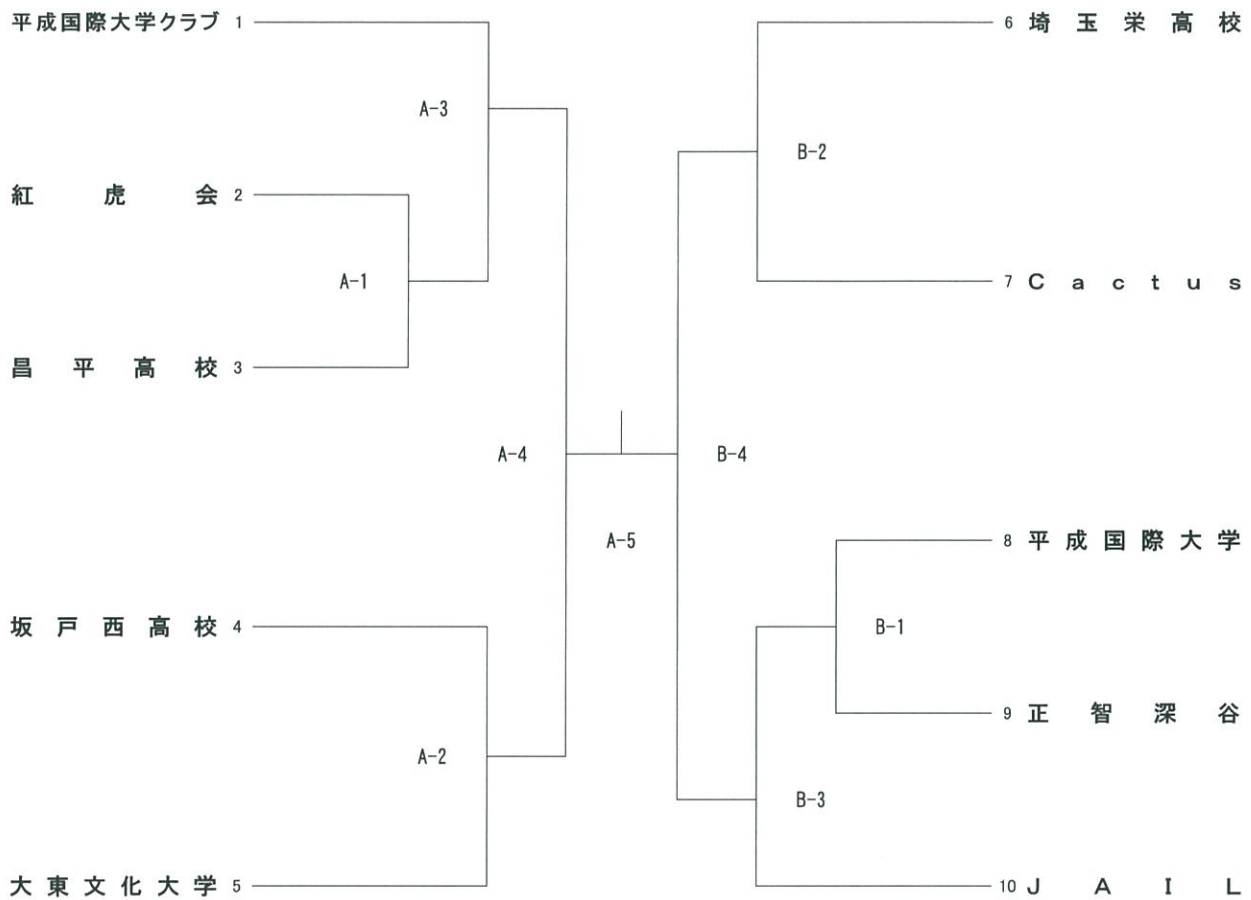 平成国際大学クラブ 1
A-3
紅虎会 2
A-1
昌平高校 3
A-4
坂戸西高校 4
A-2
大東文化大学 5
A-5
6 埼玉栄高校
B-2
7 Cactus
B-4
8 平成国際大学
B-1
9 正智深谷
B-3
10 JAIL